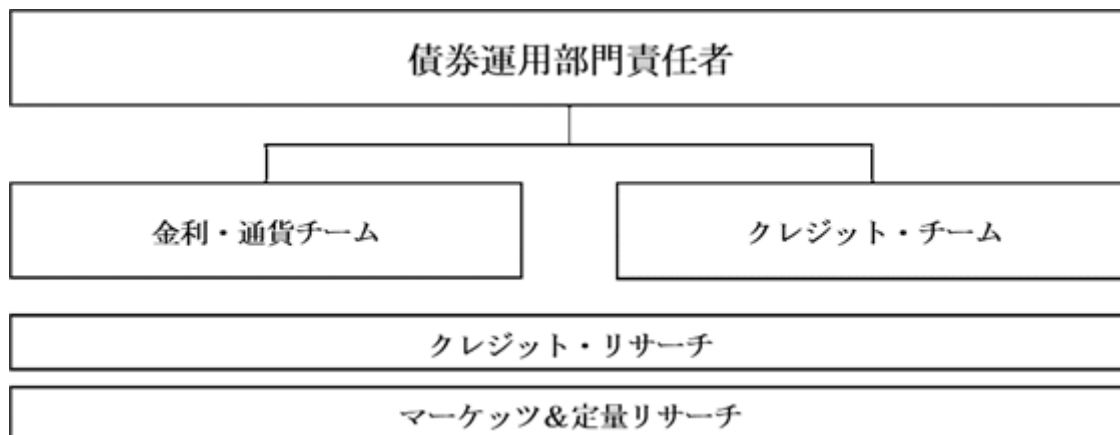 債券運用部門責任者
金利・通貨チーム
クレジット・チーム
クレジット・リサーチ
マーケッツ＆定量リサーチ